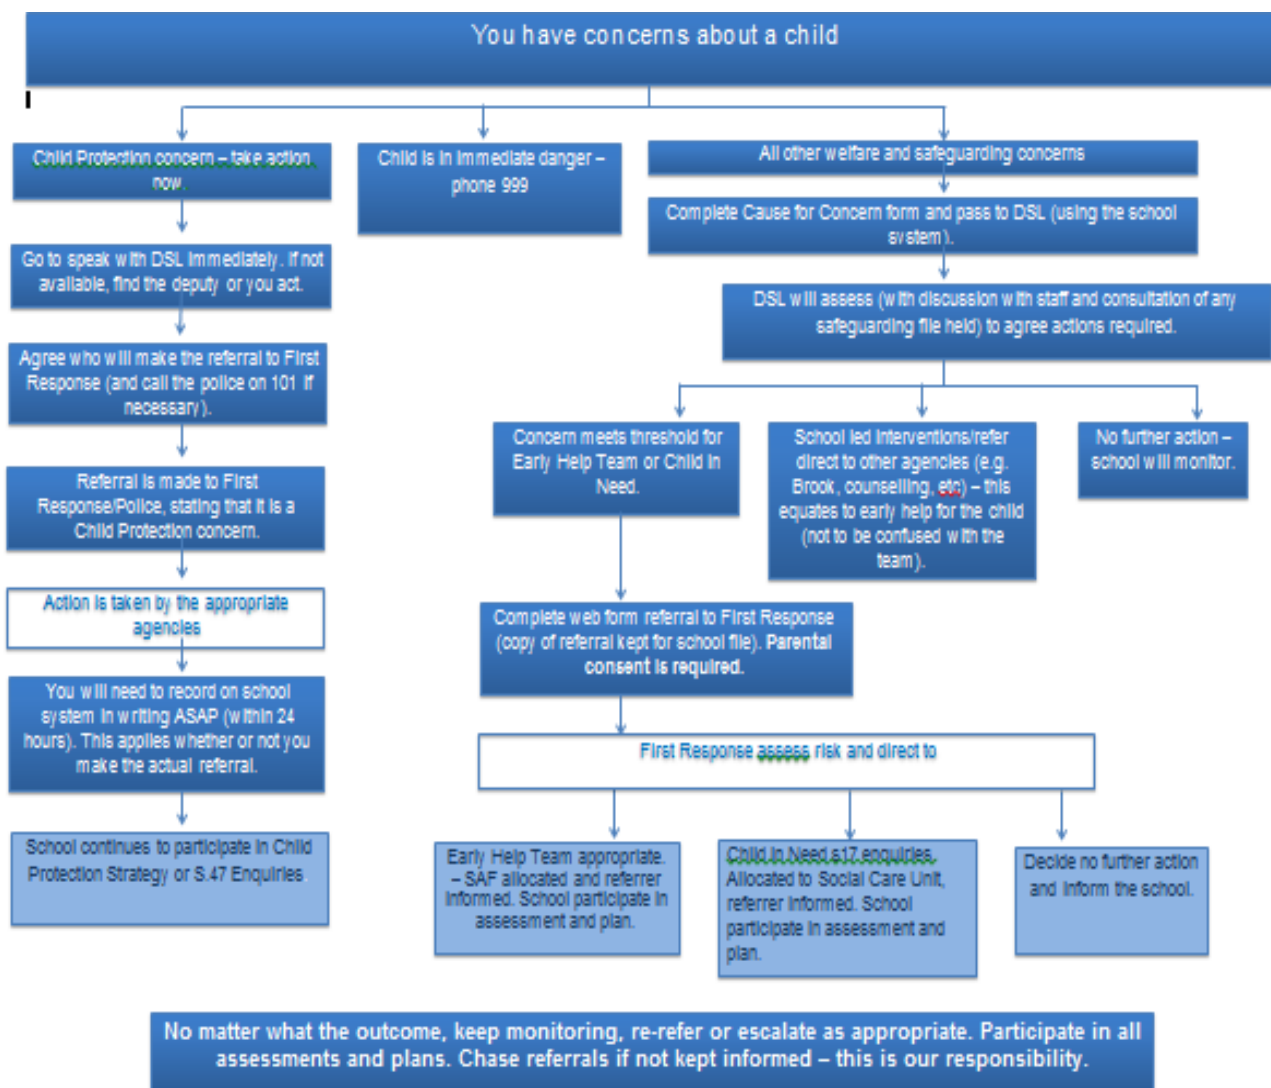 You have concerns about a child
Child Protection concern – take action
now.
Go to speak with DSL immediately. If not
available, find the deputy or you act.
Agree who will make the referral to First
Response (and call the police on 101 if
necessary).
Referral is made to First
Response/Police, stating that it is a
Child Protection concern.
Action is taken by the appropriate
agencies
You will need to record on school
system in writing ASAP (within 24
hours). This applies whether or not you
make the actual referral.
School continues to participate in Child
Protection Strategy or S.47 Enquiries
Child is in immediate danger –
phone 999
All other welfare and safeguarding concerns
Complete Cause for Concern form and pass to DSL (using the school
system).
DSL will assess (with discussion with staff and consultation of any
safeguarding file held) to agree actions required.
Concern meets threshold for
Early Help Team or Child in
Need.
School led interventions/refer
direct to other agencies (e.g.
Brook, counselling, etc) – this
equates to early help for the child
(not to be confused with the
team).
No further action –
school will monitor.
Complete web form referral to First Response
(copy of referral kept for school file). Parental
consent is required.
First Response assess risk and direct to
Early Help Team appropriate.
– SAF allocated and referrer
informed. School participate in
assessment and plan.
Child in Need s17 enquiries.
Allocated to Social Care Unit,
referrer informed. School
participate in assessment and
plan.
Decide no further action
and inform the school.
No matter what the outcome, keep monitoring, re-refer or escalate as appropriate. Participate in all
assessments and plans. Chase referrals if not kept informed – this is our responsibility.